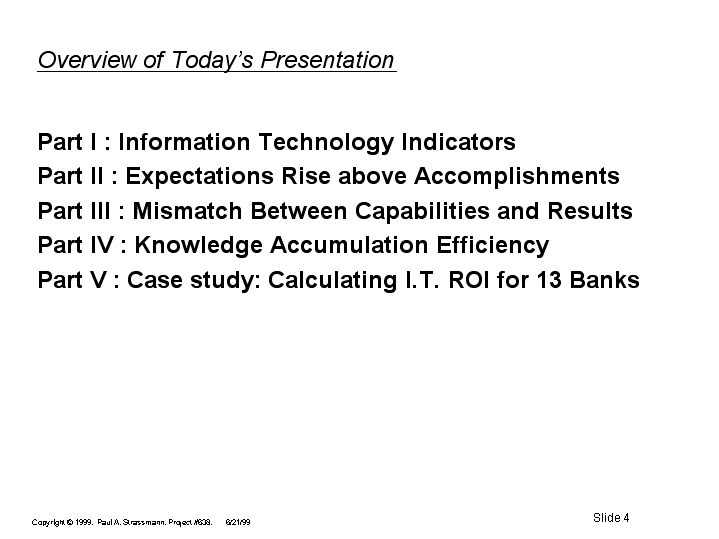 Overview of Today's Presentation
Part I : Information Technology Indicators
Part II : Expectations Rise above Accomplishments
Part III : Mismatch Between Capabilities and Results
Part IV : Knowledge Accumulation Efficiency
Part V : Case study: Calculating I.T. ROI for 13 Banks
Copyright © 1999. Paul A. Strassmann. Project #638. 6/21/99
Slide 4